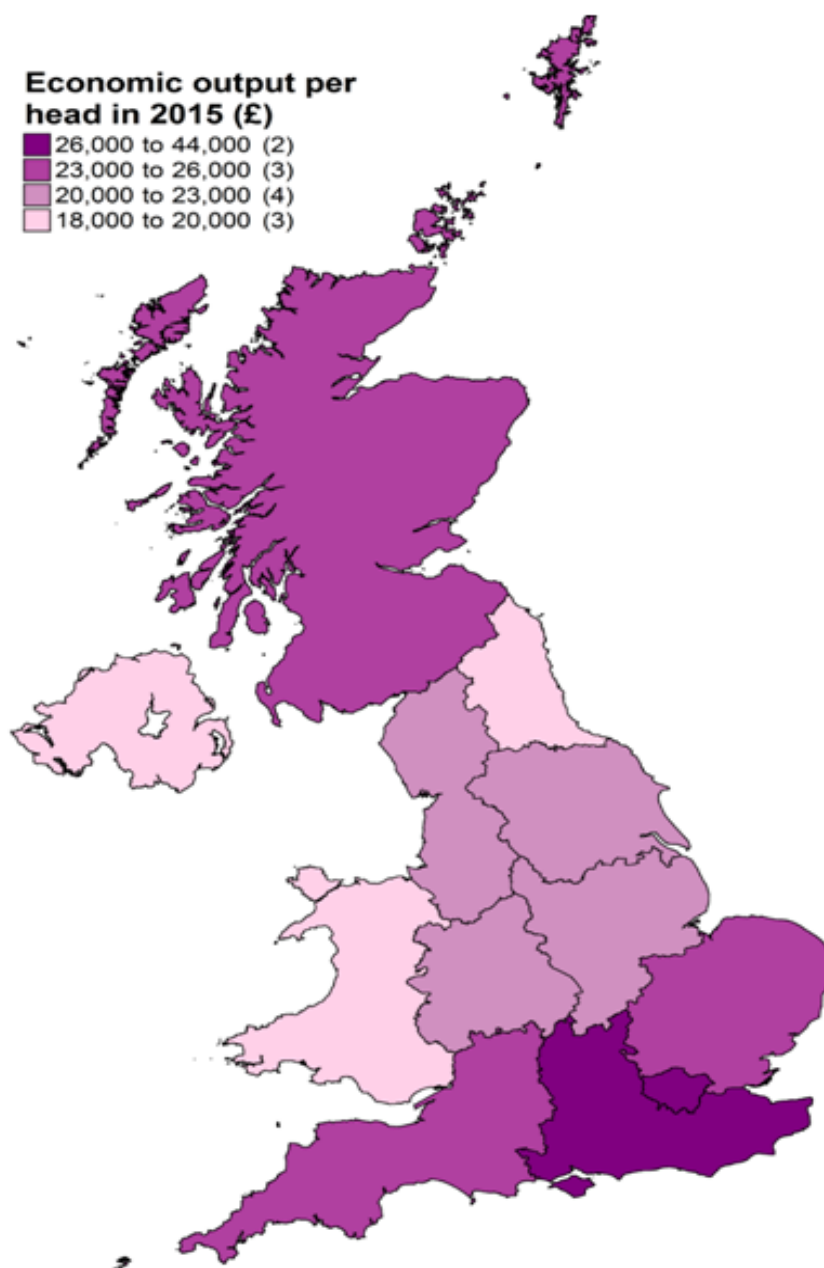 Economic output per
head in 2015 (£)
26,000 to 44,000 (2)
23,000 to 26,000 (3)
20,000 to 23,000 (4)
18,000 to 20,000 (3)